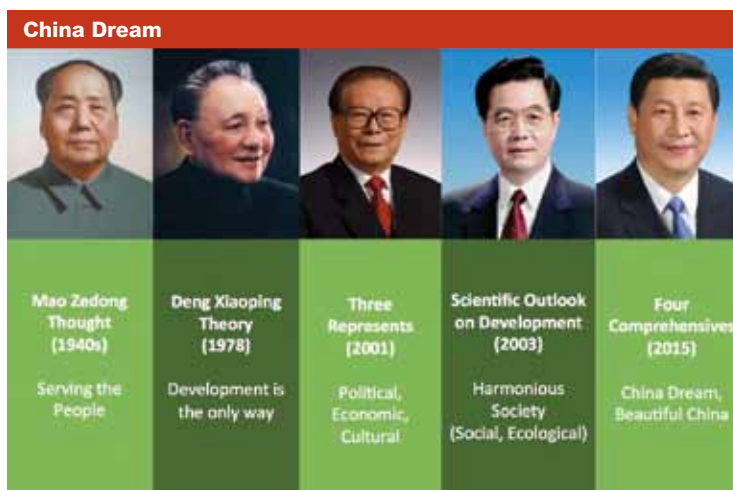 China Dream
Mao Zedong
Thought
(1940s)
Serving the
People
Deng Xiaoping
Theory
(1978)
Development is
the only way
Three
Represents
(2001)
Political,
Economic,
Cultural
Scientific Outlook
on Development
(2003)
Harmonious
Society
(Social, Ecological)
Four
Comprehensives
(2015)
China Dream,
Beautiful China